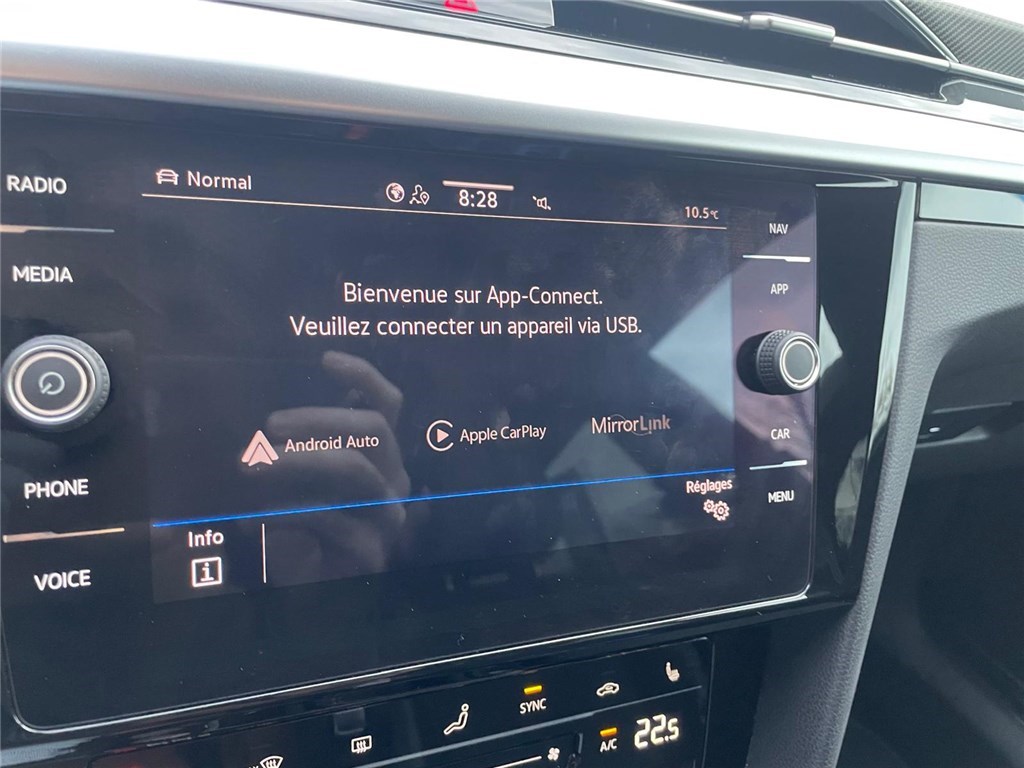 RADIO
MEDIA
PHONE
VOICE
Normal
8:28
10.5°C
Bienvenue sur App-Connect.
Veuillez connecter un appareil via USB.
Android Auto
Apple CarPlay
MirrorLink
Réglages
Info
i
NAV
APP
CAR
MENU
SYNC
A/C
22.5